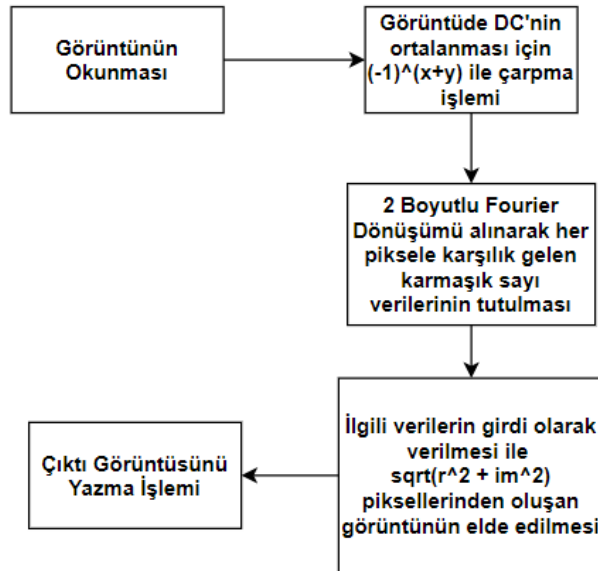 Görüntünün
Okunması
Görüntüde DC'nin
ortalanması için
(-1)^(x+y) ile çarpma
işlemi
2 Boyutlu Fourier
Dönüşümü alınarak her
piksele karşılık gelen
karmaşık sayı
verilerinin tutulması
İlgili verilerin girdi olarak
verilmesi ile
sqrt(r^2 + im^2)
piksellerinden oluşan
görüntünün elde edilmesi
Çıktı Görüntüsünü
Yazma İşlemi